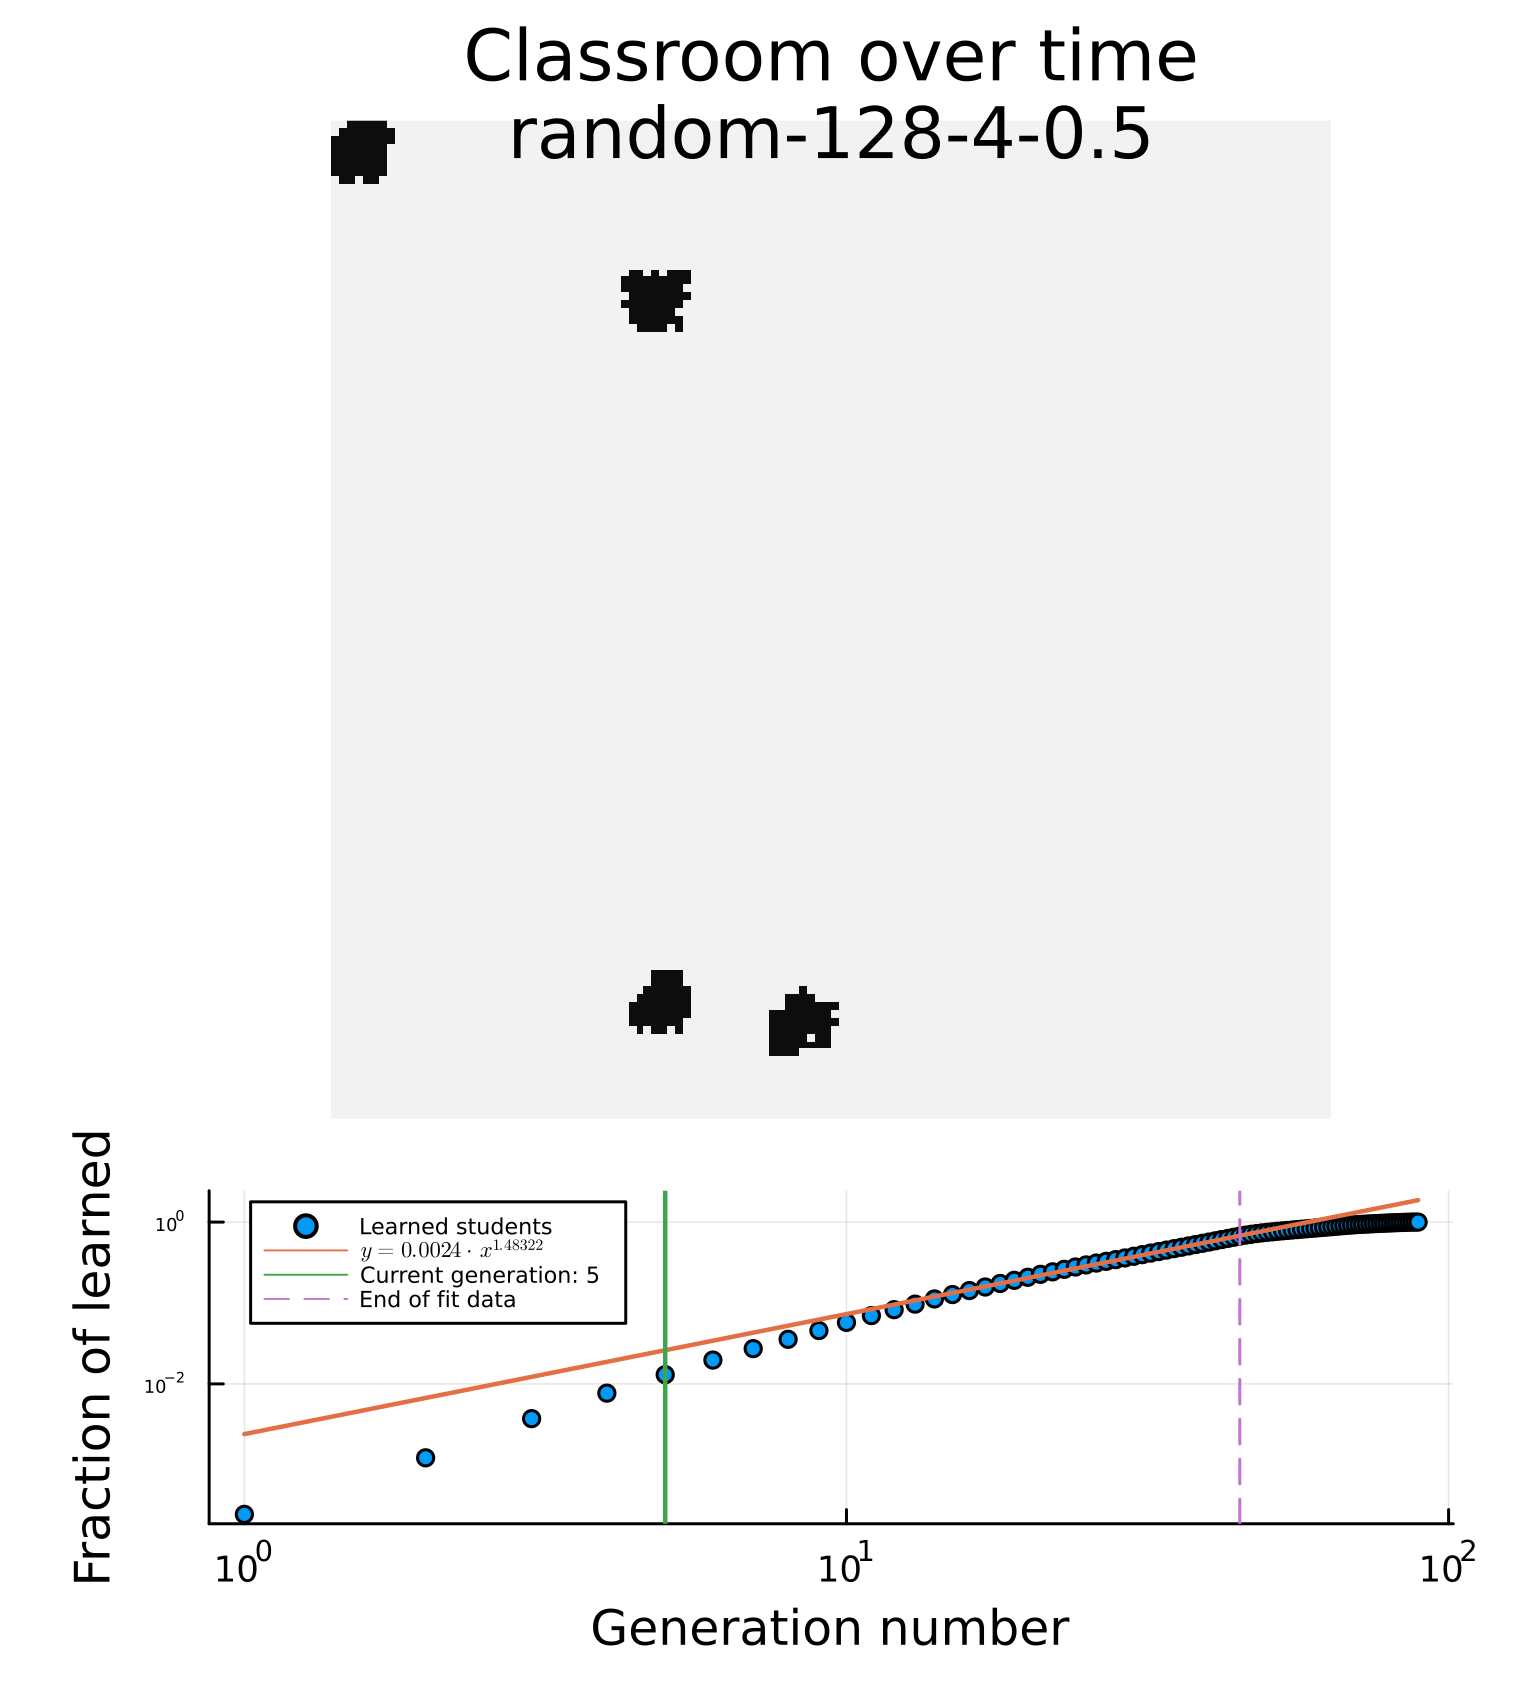 Classroom over time
random-128-4-0.5
Fraction of learned
10^0
10^-2
Learned students
y = 0.0024 · x^1.48322
Current generation: 5
End of fit data
10^0
10^1
10^2
Generation number